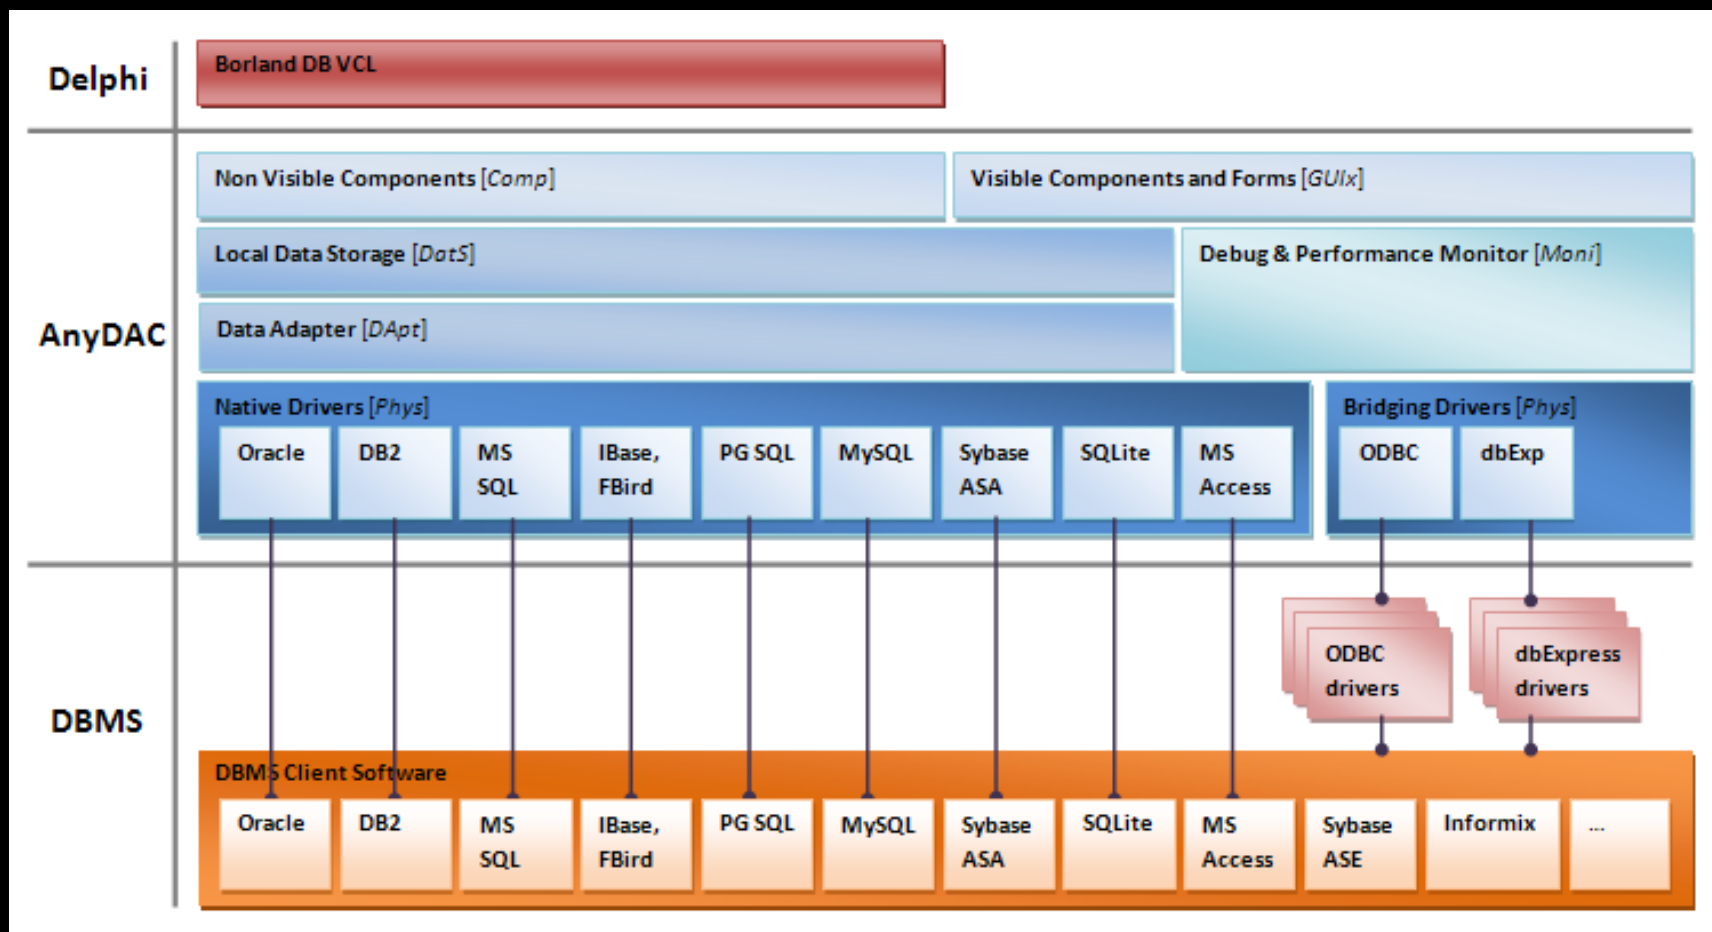 Delphi
Borland DB VCL
AnyDAC
Non Visible Components [Comp]
Visible Components and Forms [GUIx]
Local Data Storage [DatS]
Debug & Performance Monitor [Moni]
Data Adapter [DApt]
Native Drivers [Phys]
Oracle
DB2
MS
SQL
IBase,
FBird
PG SQL
MySQL
Sybase
ASA
SQLite
MS
Access
Bridging Drivers [Phys]
ODBC
dbExp
DBMS
ODBC
drivers
dbExpress
drivers
DBMS Client Software
Oracle
DB2
MS
SQL
IBase,
FBird
PG SQL
MySQL
Sybase
ASA
SQLite
MS
Access
Sybase
ASE
Informix
...